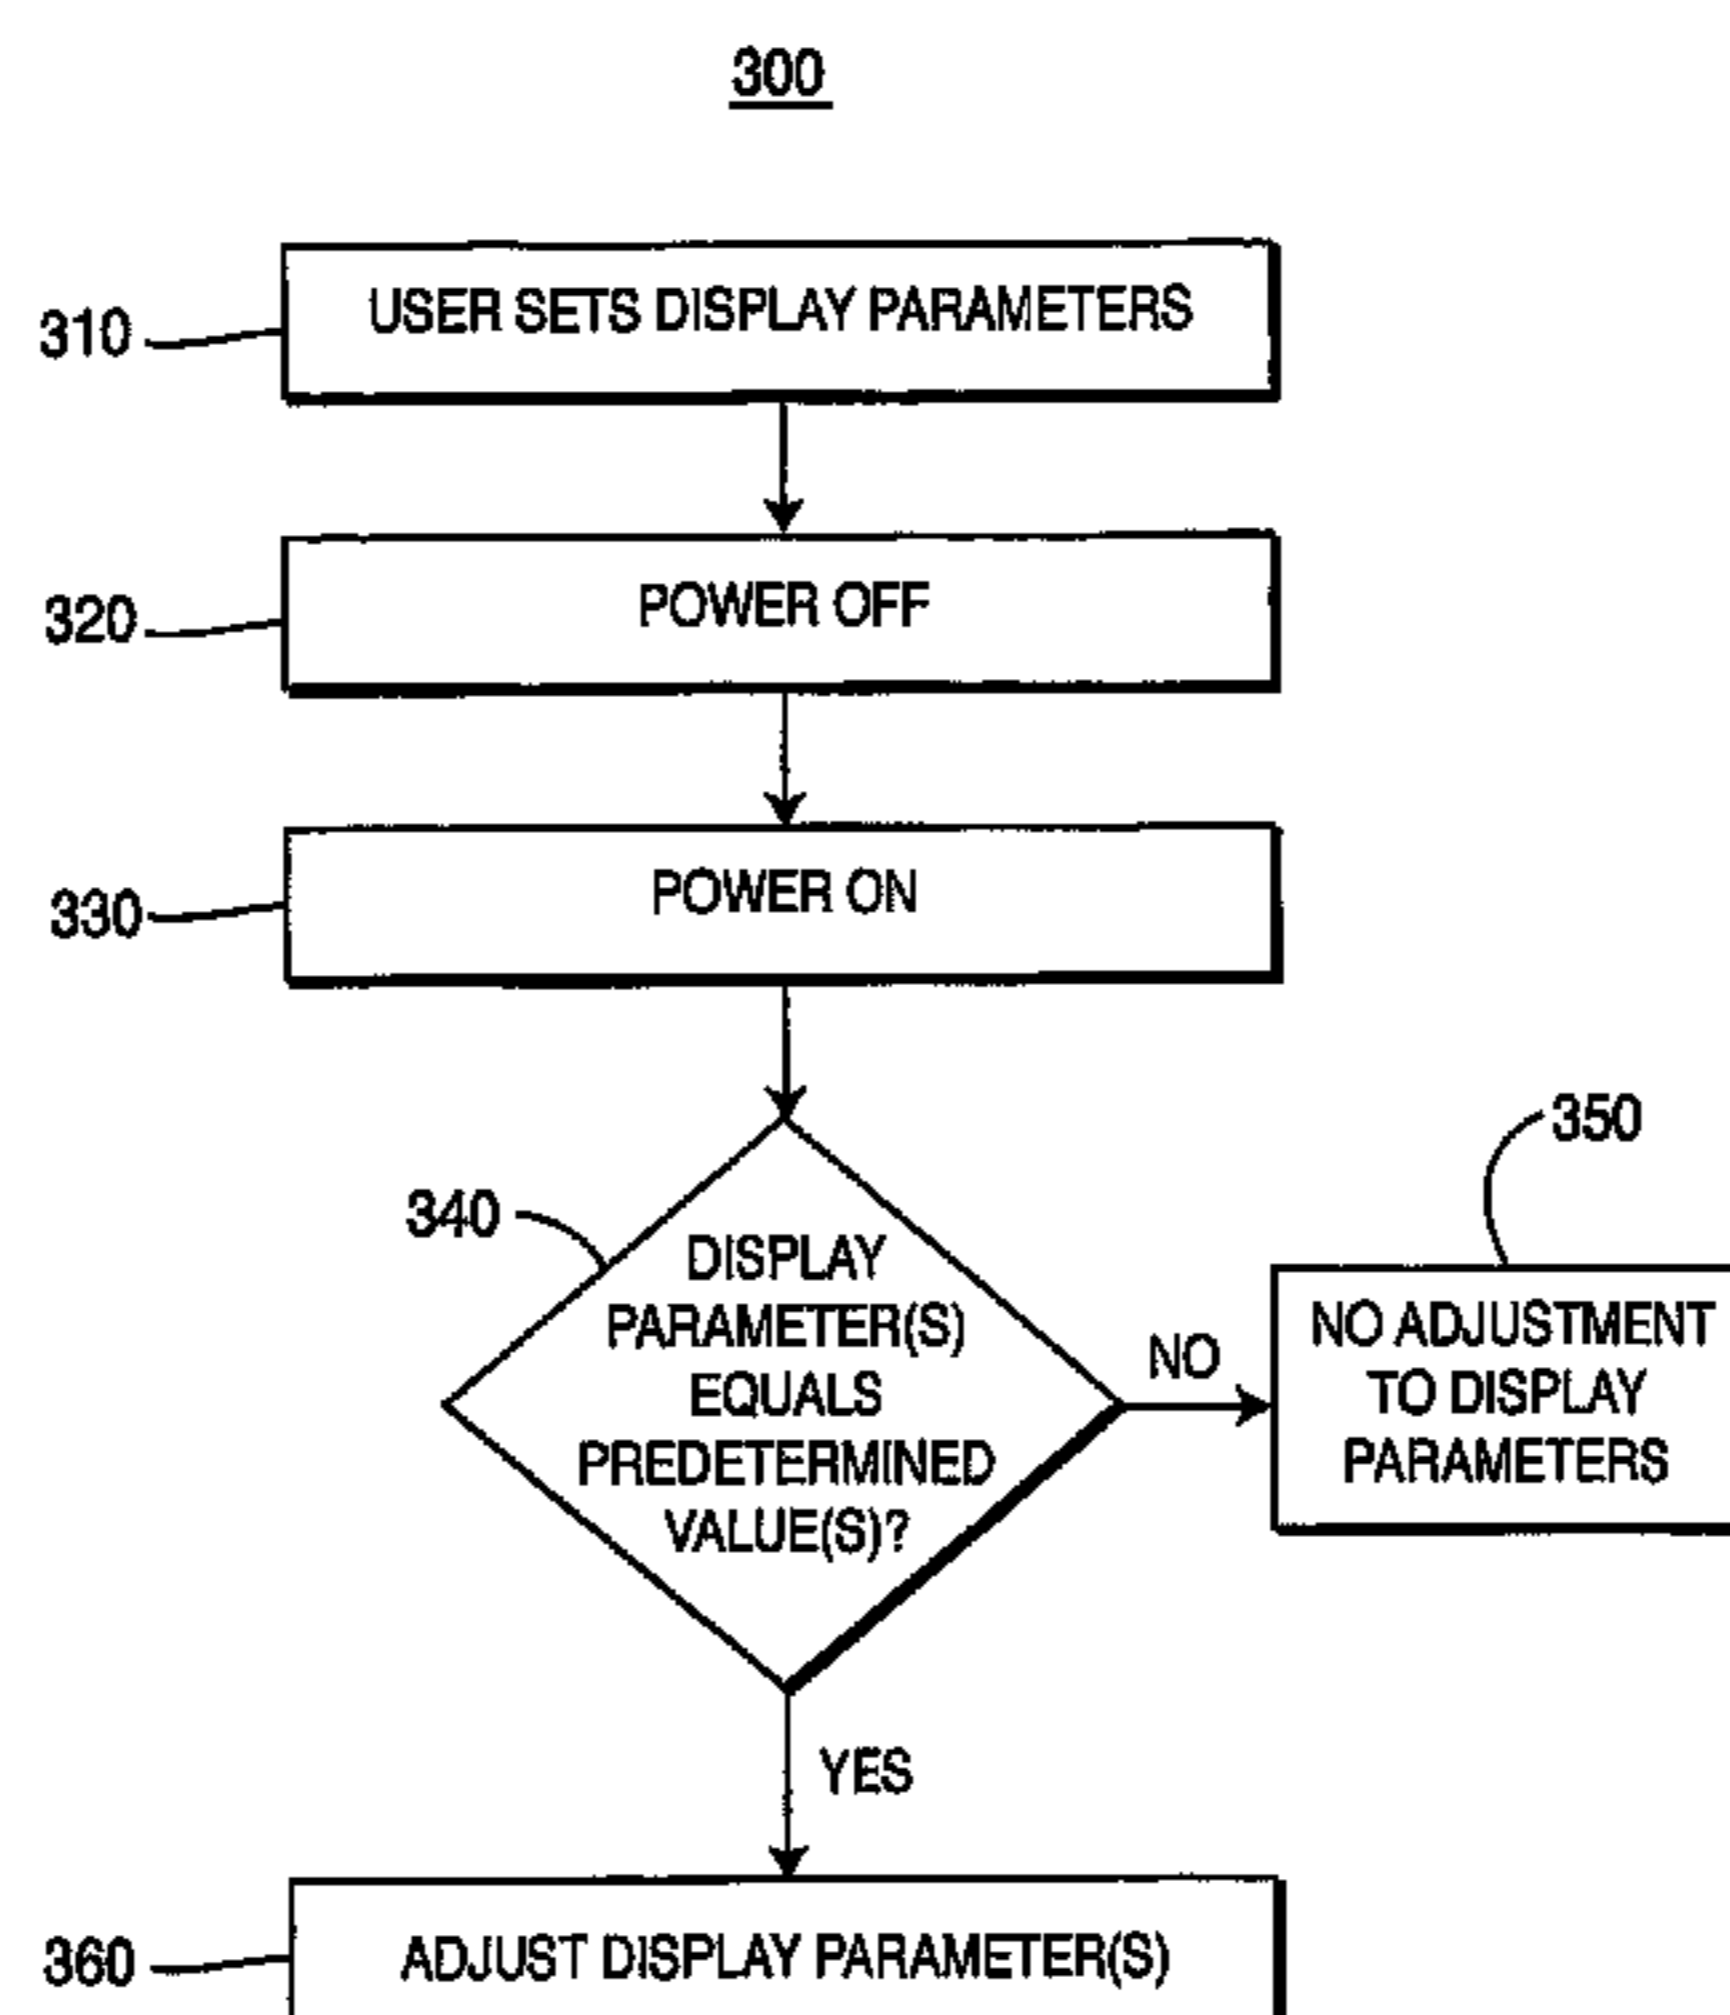 300
310
USER SETS DISPLAY PARAMETERS
320
POWER OFF
330
POWER ON
340
DISPLAY
PARAMETER(S)
EQUALS
PREDETERMINED
VALUE(S)?
NO
350
NO ADJUSTMENT
TO DISPLAY
PARAMETERS
YES
360
ADJUST DISPLAY PARAMETER(S)